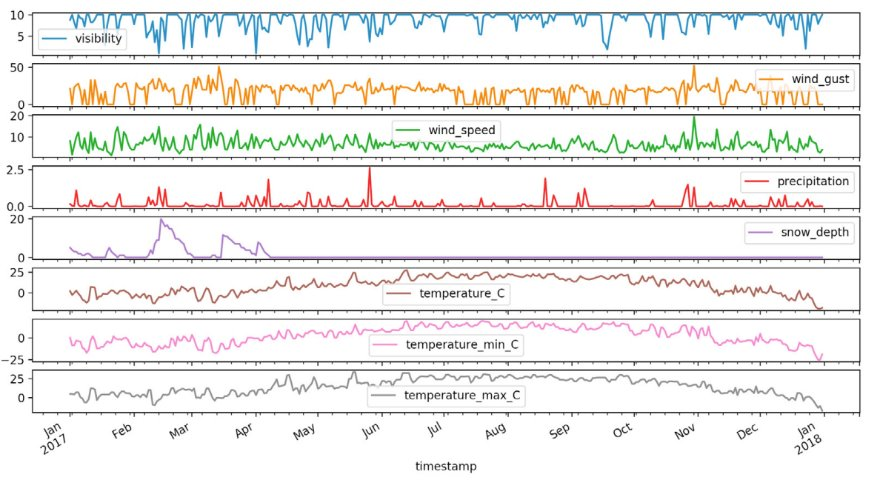 10
5
visibility
50
0
wind_gust
20
10
wind_speed
2.5
0.0
precipitation
20
0
snow_depth
25
0
temperature_C
0
−25
temperature_min_C
25
0
temperature_max_C
Jan
2017
Feb
Mar
Apr
May
Jun
Jul
Aug
Sep
Oct
Nov
Dec
Jan
2018
timestamp